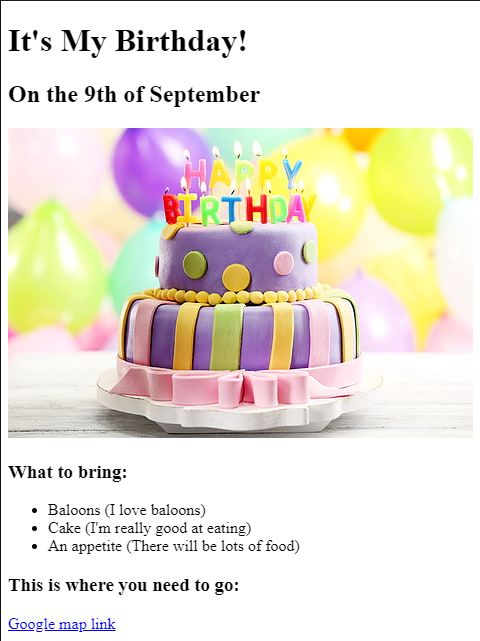 It's My Birthday!
On the 9th of September
HAPPY
BIRTHDAY
What to bring:
Baloons (I love baloons)
Cake (I'm really good at eating)
An appetite (There will be lots of food)
This is where you need to go:
Google map link